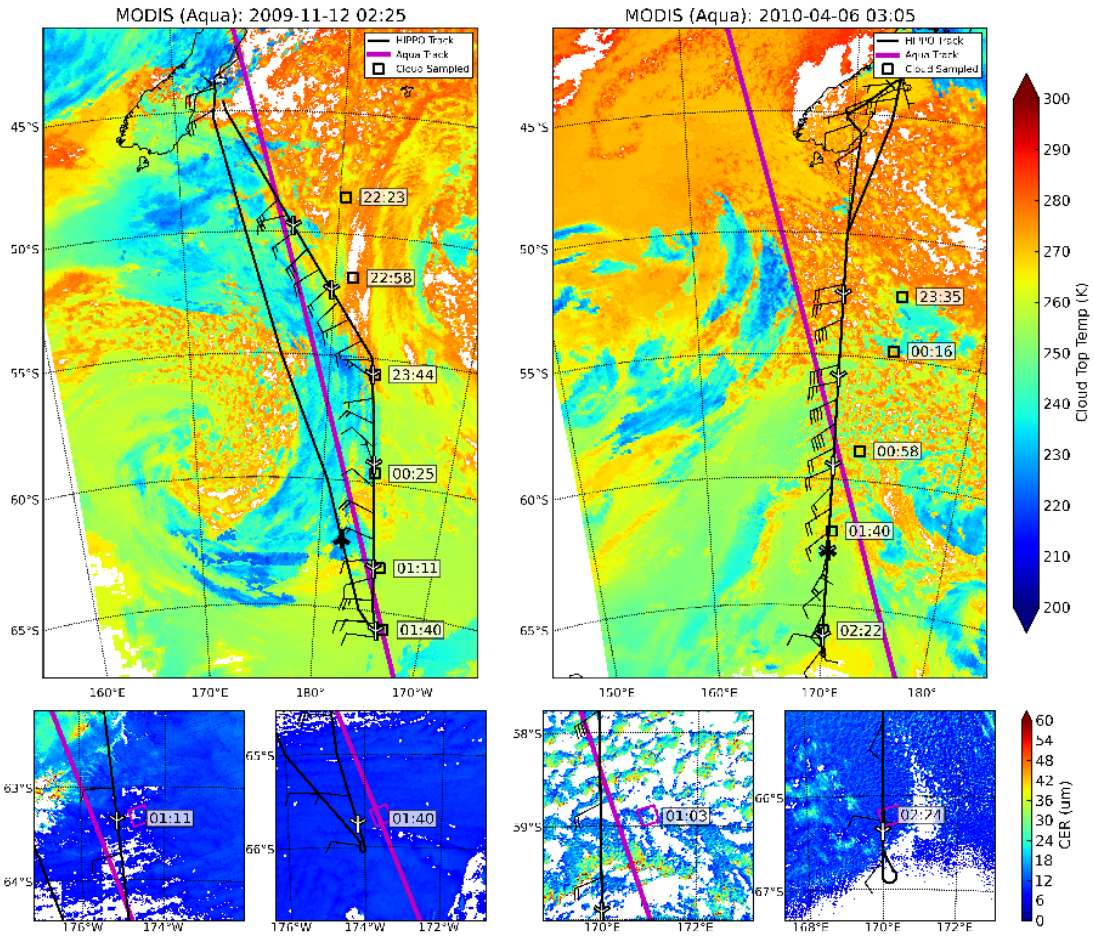 MODIS (Aqua): 2009-11-12 02:25
HIPPO Track
Aqua Track
Cloud Sampled
45°S
50°S
55°S
60°S
65°S
160°E
170°E
180°
170°W
22:23
22:58
23:44
00:25
01:11
01:40
MODIS (Aqua): 2010-04-06 03:05
HIPPO Track
Aqua Track
Cloud Sampled
45°S
50°S
55°S
60°S
65°S
150°E
160°E
170°E
180°
23:35
00:16
00:58
01:40
02:22
300
290
280
270
260
250
240
230
220
210
200
Cloud Top Temp (K)
63°S
64°S
176°W
174°W
01:11
65°S
66°S
176°W
174°W
172°W
01:40
58°S
59°S
170°E
172°E
01:03
66°S
67°S
168°E
170°E
172°E
02:24
60
54
48
42
36
30
24
18
12
6
0
CER (um)